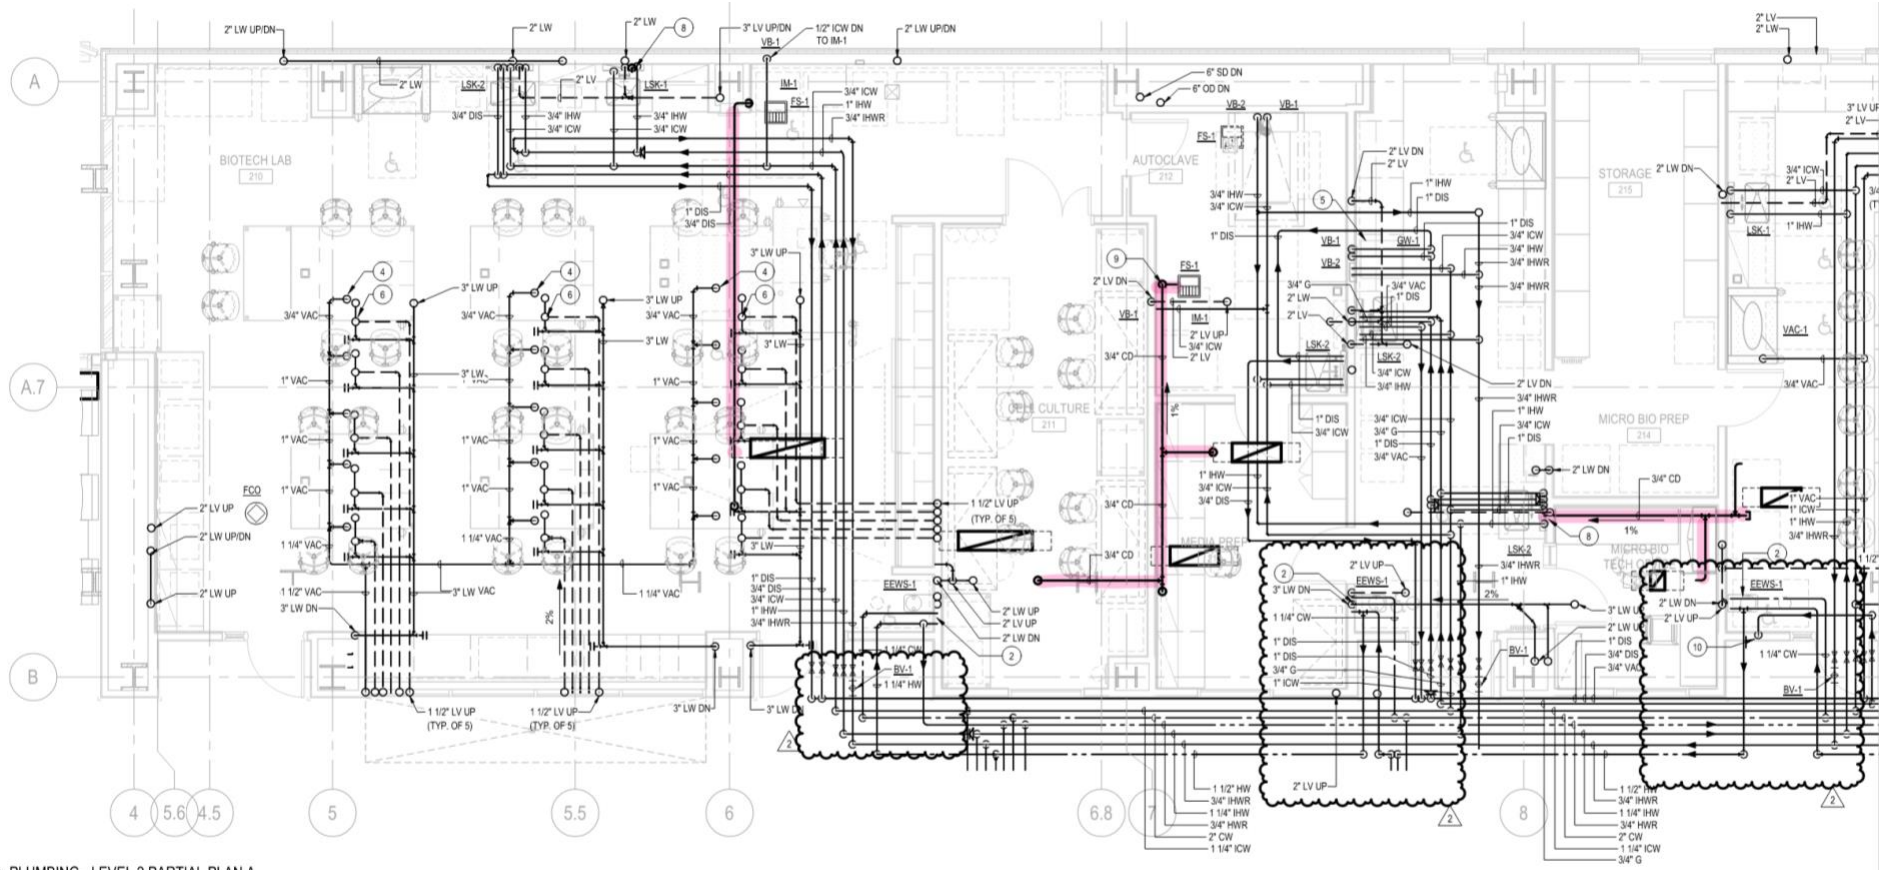 2" LW UP/DN
2" LW
2" LW
8
3" LV UP/DN
VB-1
1/2" ICW DN
TO IM-1
2" LW UP/DN
2" LV
2" LW
A
2" LW
LSK-2
2" LV
LSK-1
IM-1
FS-1
3/4" ICW
1" IHW
3/4" IHWR
6" SD DN
6" OD DN
VB-2
VB-1
FS-1
3/4" DIS
3/4" IHW
3/4" ICW
3/4" IHW
3/4" ICW
2" LV
BIOTECH LAB
210
AUTOCLAVE
212
2" LV DN
2" LV
1" IHW
1" DIS
STORAGE
215
2" LW DN
3/4" ICW
2" LV
LSK-1
1" IHW
1" DIS
3/4" DIS
3/4" IHW
3/4" ICW
1" DIS
5
VB-1
GW-1
VB-2
1" DIS
3/4" ICW
3/4" IHW
3/4" IHWR
3/4" IHWR
3" LW UP
4
6
3" LW UP
4
6
3" LW UP
4
6
9
FS-1
2" LV DN
VB-1
IM-1
2" LV UP
3/4" ICW
2" LV
3/4" G
2" LW
2" LV
3/4" VAC
1" DIS
LSK-2
LSK-2
3/4" ICW
3/4" IHW
2" LV DN
3/4" IHWR
1" IHW
3/4" ICW
1" DIS
VAC-1
3/4" VAC
3/4" VAC
3/4" VAC
3/4" VAC
3" LW
3" LW
3" LW
3/4" CD
A.7
1" VAC
1" VAC
1" VAC
1" VAC
CELL CULTURE
211
1%
1" DIS
3/4" ICW
3/4" ICW
3/4" G
1" DIS
3/4" VAC
MICRO BIO PREP
214
1" VAC
1" VAC
1" VAC
1" VAC
1" VAC
1" VAC
1" IHW
3/4" ICW
3/4" DIS
2" LW DN
3/4" CD
1" VAC
1" ICW
1" IHW
3/4" IHWR
FCO
2" LV UP
2" LW UP/DN
2" LW UP
1 1/2" LV UP
(TYP. OF 5)
3/4" CD
1%
8
1 1/4" VAC
1 1/4" VAC
3" LW
3/4" CD
MEDIA PREP
LSK-2
3/4" IHWR
1" IHW
MICRO BIO
1 1/2" VAC
3" LW DN
3" LW
VAC
2%
1 1/4" VAC
1" DIS
3/4" DIS
3/4" ICW
1" IHW
3/4" IHWR
EEWS-1
2" LW UP
2" LV UP
2" LW DN
2
2
EEWS-1
2" LV UP
3" LW DN
1 1/4" CW
2%
2
EEWS-1
2" LW DN
2" LV UP
1" DIS
1" DIS
3/4" G
1" ICW
BV-1
1" DIS
3/4" DIS
10
1 1/4" CW
BV-1
B
1 1/4" CW
BV-1
1 1/4" HW
1 1/2" LV UP
(TYP. OF 5)
1 1/2" LV UP
(TYP. OF 5)
3" LW DN
2
2" LV UP
2
2
4
5.6
4.5
5
5.5
6
6.8
7
8
1 1/2" HW
3/4" IHWR
1 1/4" IHW
3/4" HWR
2" CW
1 1/4" ICW
3/4" IHWR
1 1/4" IHW
3/4" HWR
2" CW
1 1/4" ICW
3/4" G
PLUMBING - LEVEL 2 PARTIAL PLAN A